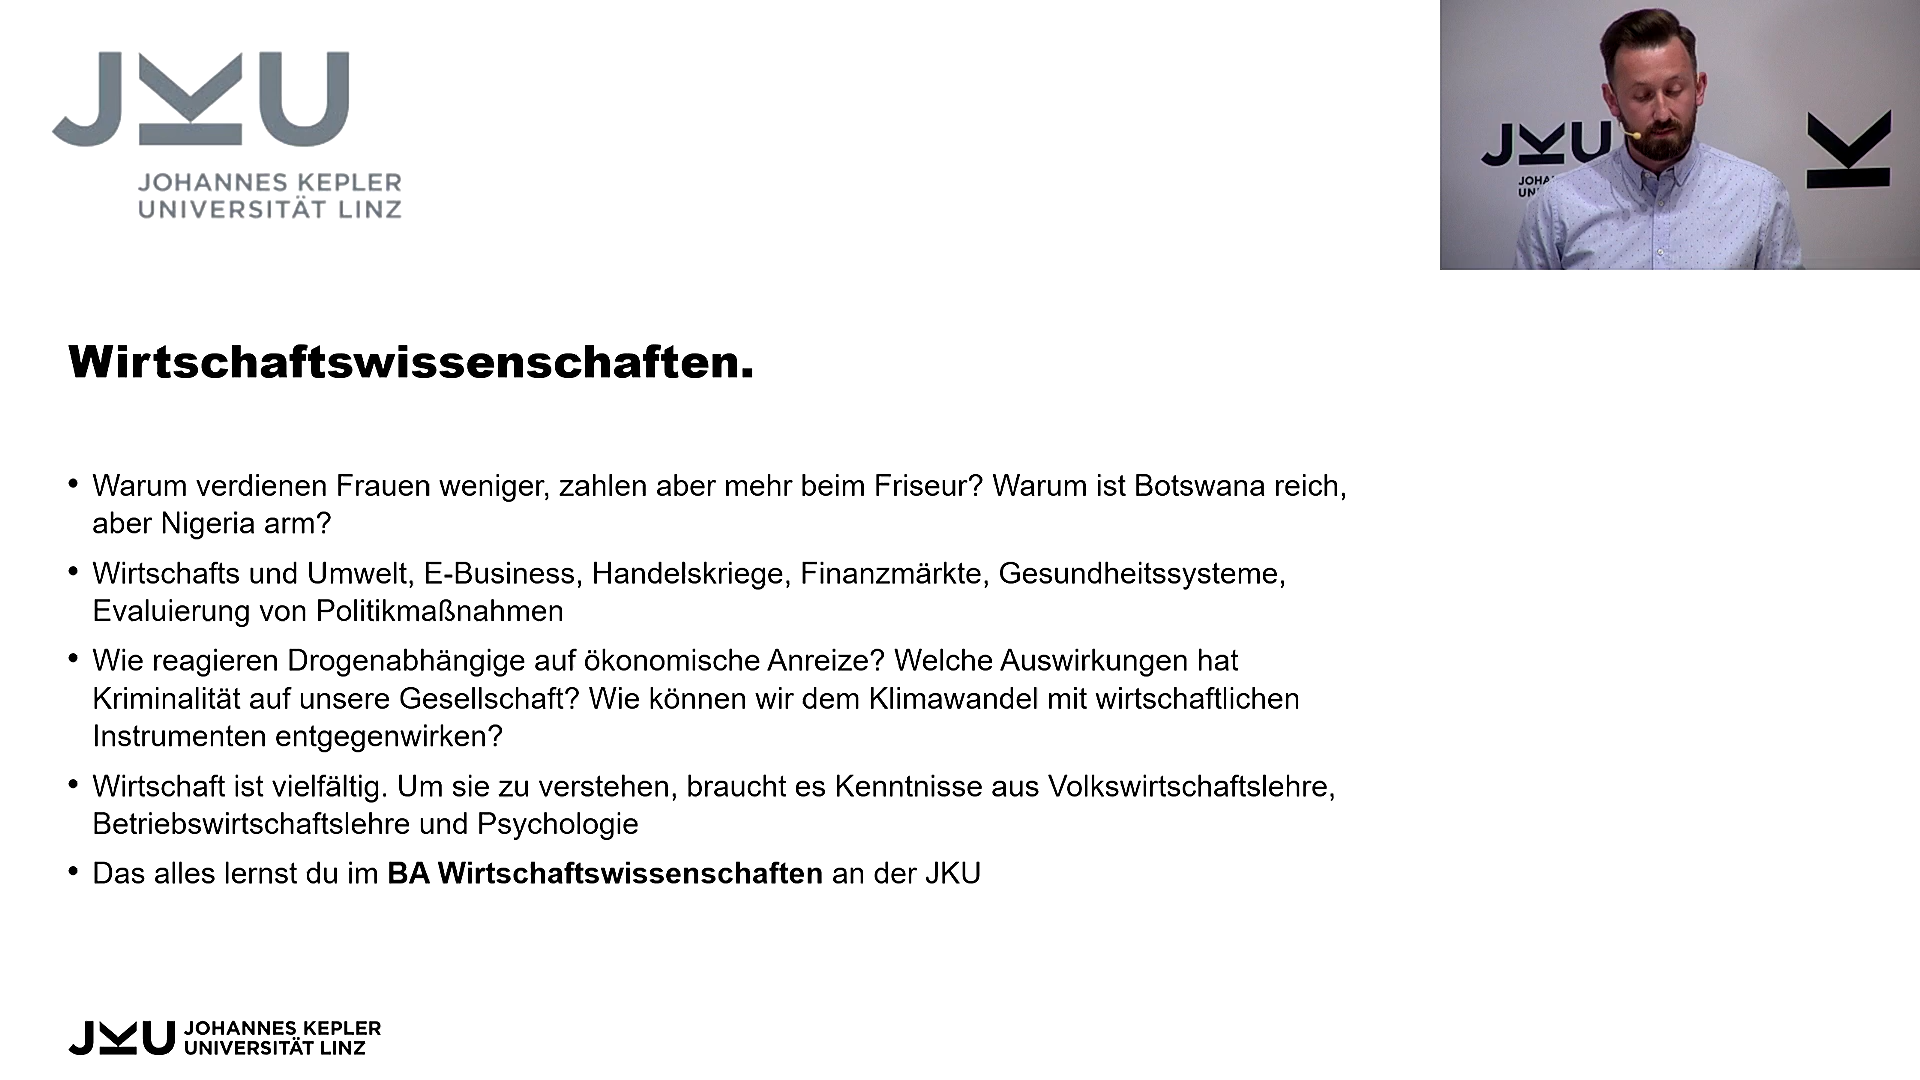 JKU
JOHANNES KEPLER
UNIVERSITÄT LINZ
JKU
JOHA
UN
Wirtschaftswissenschaften.
• Warum verdienen Frauen weniger, zahlen aber mehr beim Friseur? Warum ist Botswana reich,
aber Nigeria arm?
• Wirtschafts und Umwelt, E-Business, Handelskriege, Finanzmärkte, Gesundheitssysteme,
Evaluierung von Politikmaßnahmen
• Wie reagieren Drogenabhängige auf ökonomische Anreize? Welche Auswirkungen hat
Kriminalität auf unsere Gesellschaft? Wie können wir dem Klimawandel mit wirtschaftlichen
Instrumenten entgegenwirken?
• Wirtschaft ist vielfältig. Um sie zu verstehen, braucht es Kenntnisse aus Volkswirtschaftslehre,
Betriebswirtschaftslehre und Psychologie
• Das alles lernst du im BA Wirtschaftswissenschaften an der JKU
JKU JOHANNES KEPLER
UNIVERSITÄT LINZ